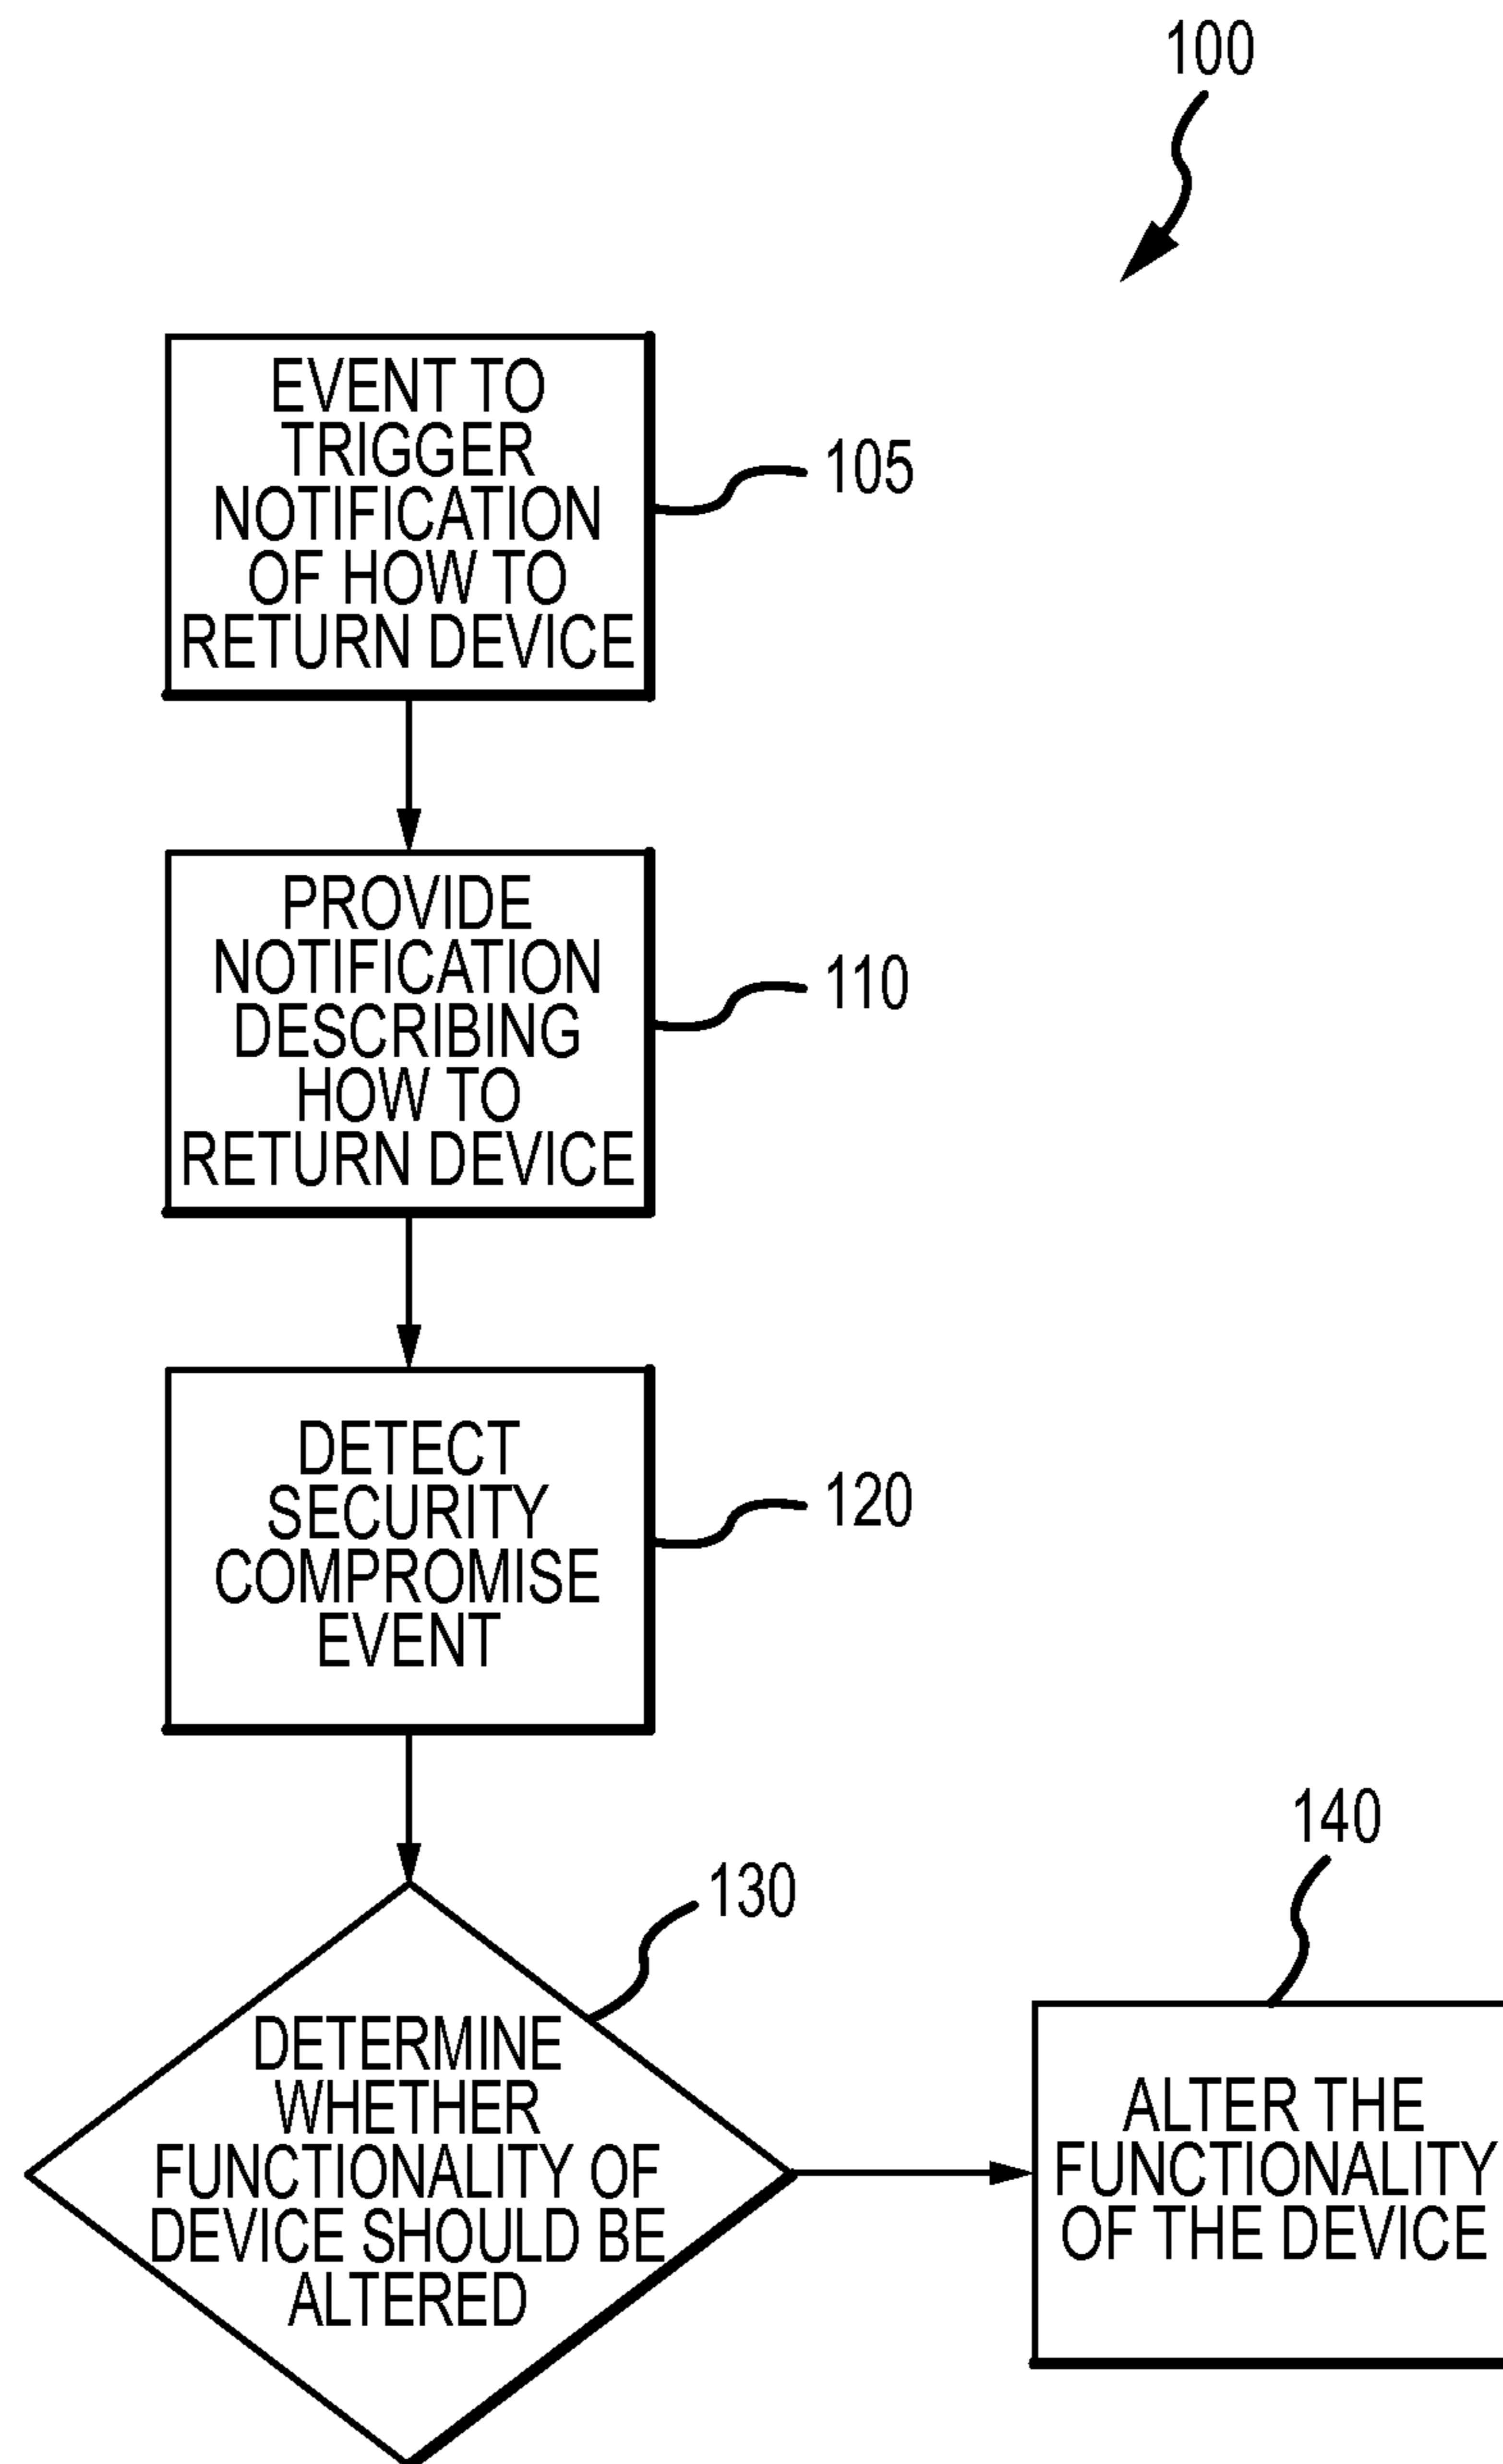 100
EVENT TO
TRIGGER
NOTIFICATION
OF HOW TO
RETURN DEVICE
105
PROVIDE
NOTIFICATION
DESCRIBING
HOW TO
RETURN DEVICE
110
DETECT
SECURITY
COMPROMISE
EVENT
120
130
DETERMINE
WHETHER
FUNCTIONALITY OF
DEVICE SHOULD BE
ALTERED
140
ALTER THE
FUNCTIONALITY
OF THE DEVICE